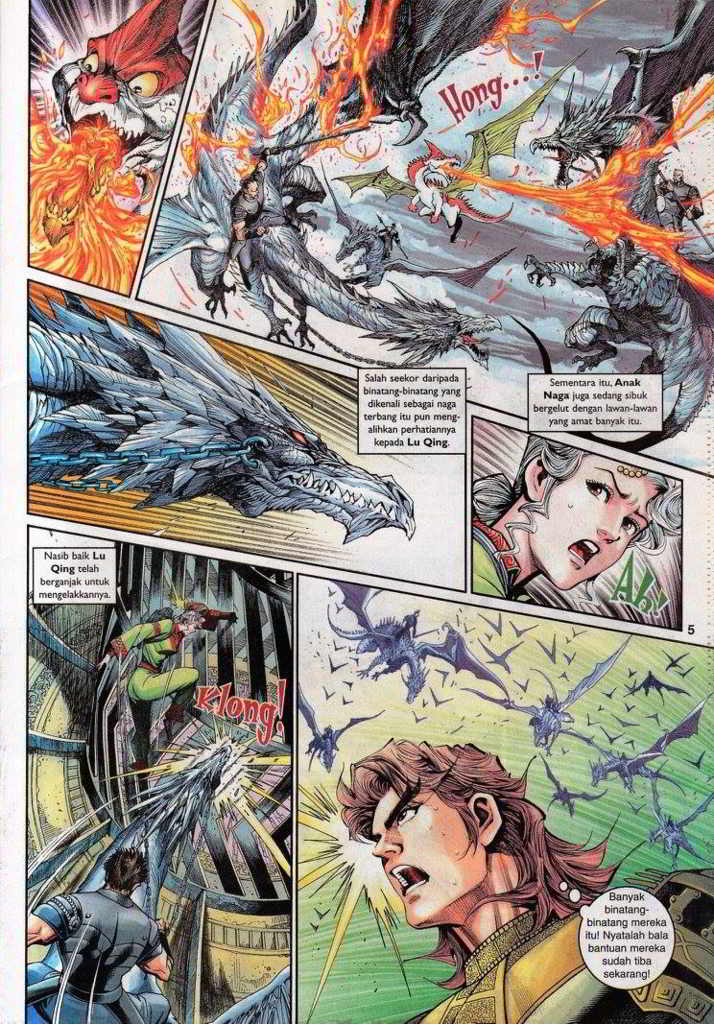 Hong...!
Salah seekor daripada
binatang-binatang yang
dikenali sebagai naga
terbang itu pun meng-
alihkan perhatiannya
kepada Lu Qing.
Sementara itu, Anak
Naga juga sedang sibuk
bergelut dengan lawan-lawan
yang amat banyak itu.
Ah!
5
Nasib baik Lu
Qing telah
berganjak untuk
mengelakkannya.
Klong!
Banyak
binatang-
binatang mereka
itu! Nyatalah bala
bantuan mereka
sudah tiba
sekarang!